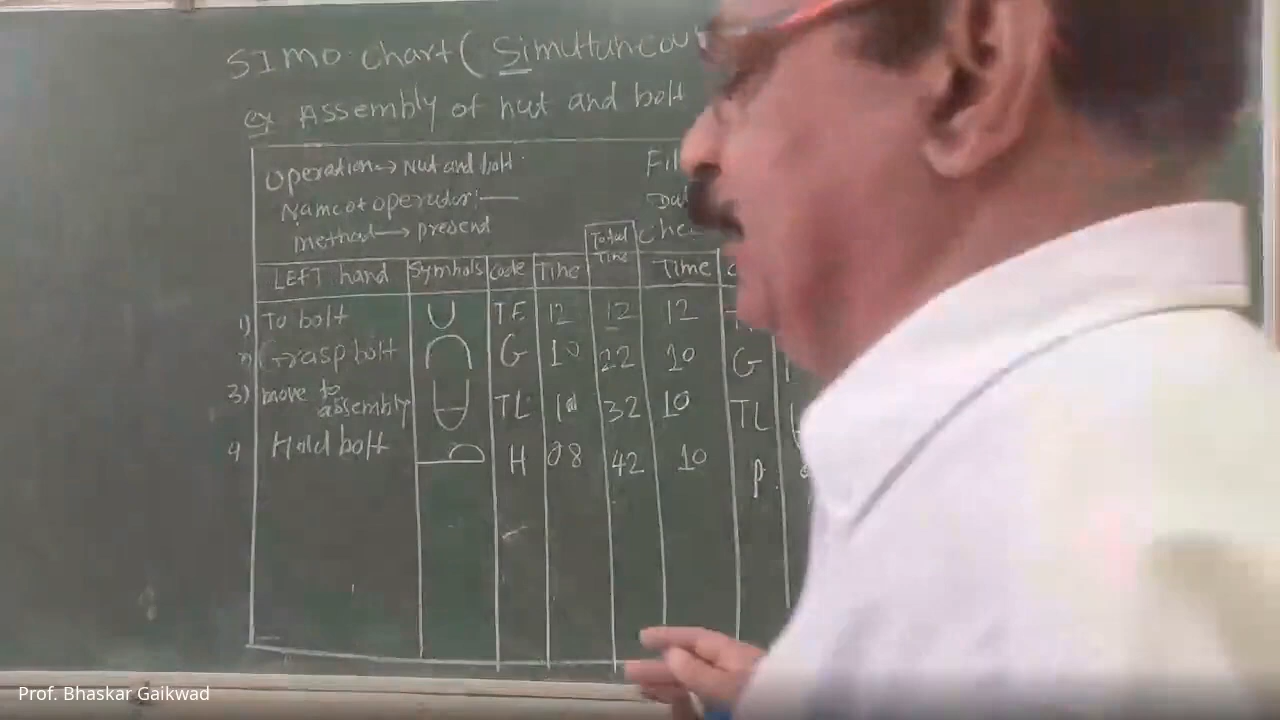 SIMO. Chart ( Simultaneou
ex Assembly of nut and bolt
Operation → Nut and bolt.
Name of operator: —
method → present
Total Time
LEFT hand Symbols Code Time Time
1) To bolt TE 12 12 12
2) Grasp bolt G 10 22 10 G
3) move to assembly TL 10 32 10 TL
4 Hold bolt H 08 42 10 P.
Prof. Bhaskar Gaikwad